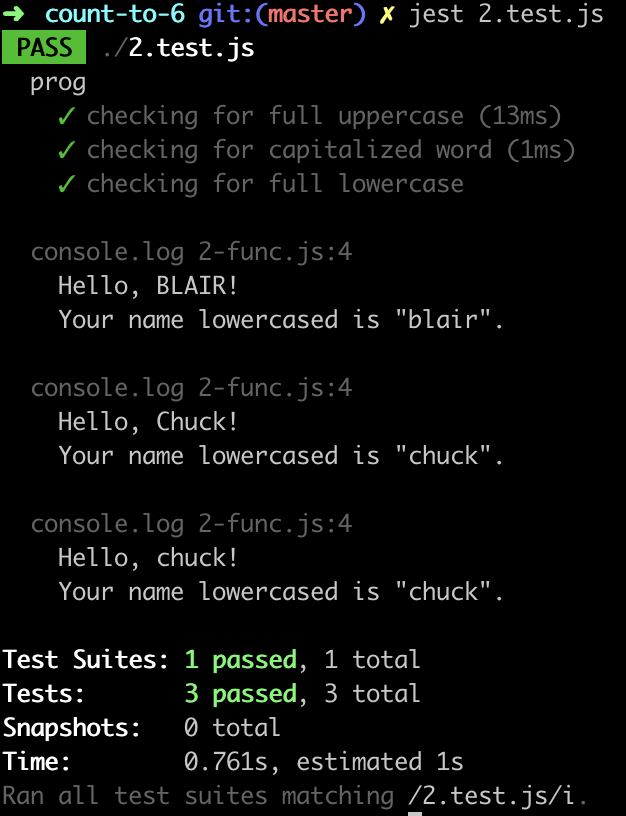 ➜ count-to-6 git:(master) ✗ jest 2.test.js
PASS ./2.test.js
prog
✓ checking for full uppercase (13ms)
✓ checking for capitalized word (1ms)
✓ checking for full lowercase
console.log 2-func.js:4
Hello, BLAIR!
Your name lowercased is "blair".
console.log 2-func.js:4
Hello, Chuck!
Your name lowercased is "chuck".
console.log 2-func.js:4
Hello, chuck!
Your name lowercased is "chuck".
Test Suites: 1 passed, 1 total
Tests: 3 passed, 3 total
Snapshots: 0 total
Time: 0.761s, estimated 1s
Ran all test suites matching /2.test.js/i.